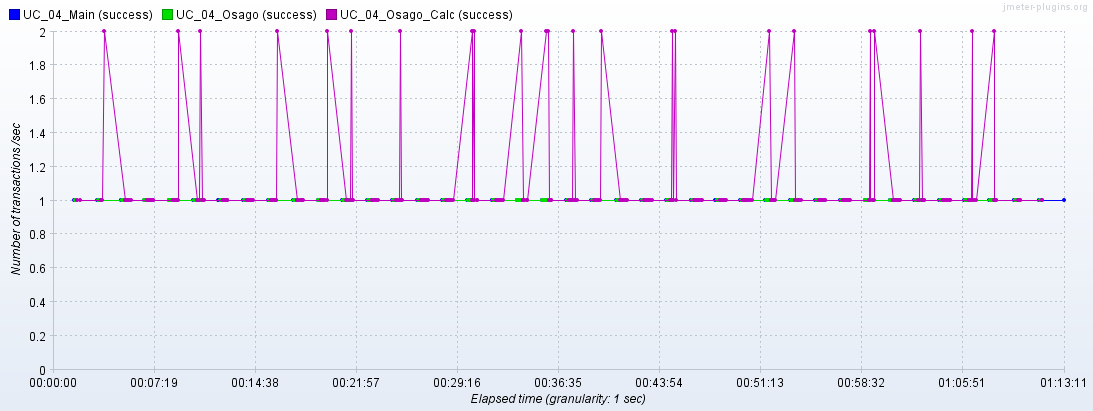 UC_04_Main (success) UC_04_Osago (success) UC_04_Osago_Calc (success)
jmeter-plugins.org
2
1.8
1.6
1.4
1.2
1
0.8
0.6
0.4
0.2
0
Number of transactions /sec
00:00:00 00:07:19 00:14:38 00:21:57 00:29:16 00:36:35 00:43:54 00:51:13 00:58:32 01:05:51 01:13:11
Elapsed time (granularity: 1 sec)